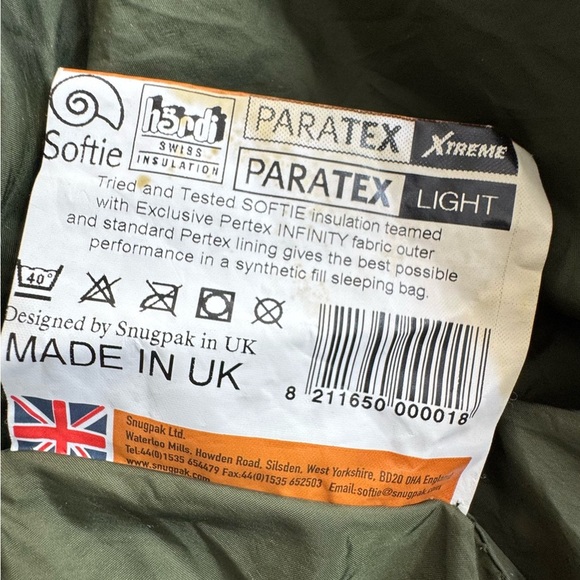 Softie
hardi
SWISS
INSULATION
PARATEX XTREME
PARATEX LIGHT
Tried and Tested SOFTIE insulation teamed
with Exclusive Pertex INFINITY fabric outer
and standard Pertex lining gives the best possible
performance in a synthetic fill sleeping bag.
40°
Designed by Snugpak in UK
MADE IN UK
8 211650 000018
Snugpak Ltd.
Waterloo Mills, Howden Road, Silsden, West Yorkshire, BD20 0HA England
Tel:44(0)1535 654479 Fax:44(0)1535 652503 Email:softie@snugpak.com
www.snugpak.com